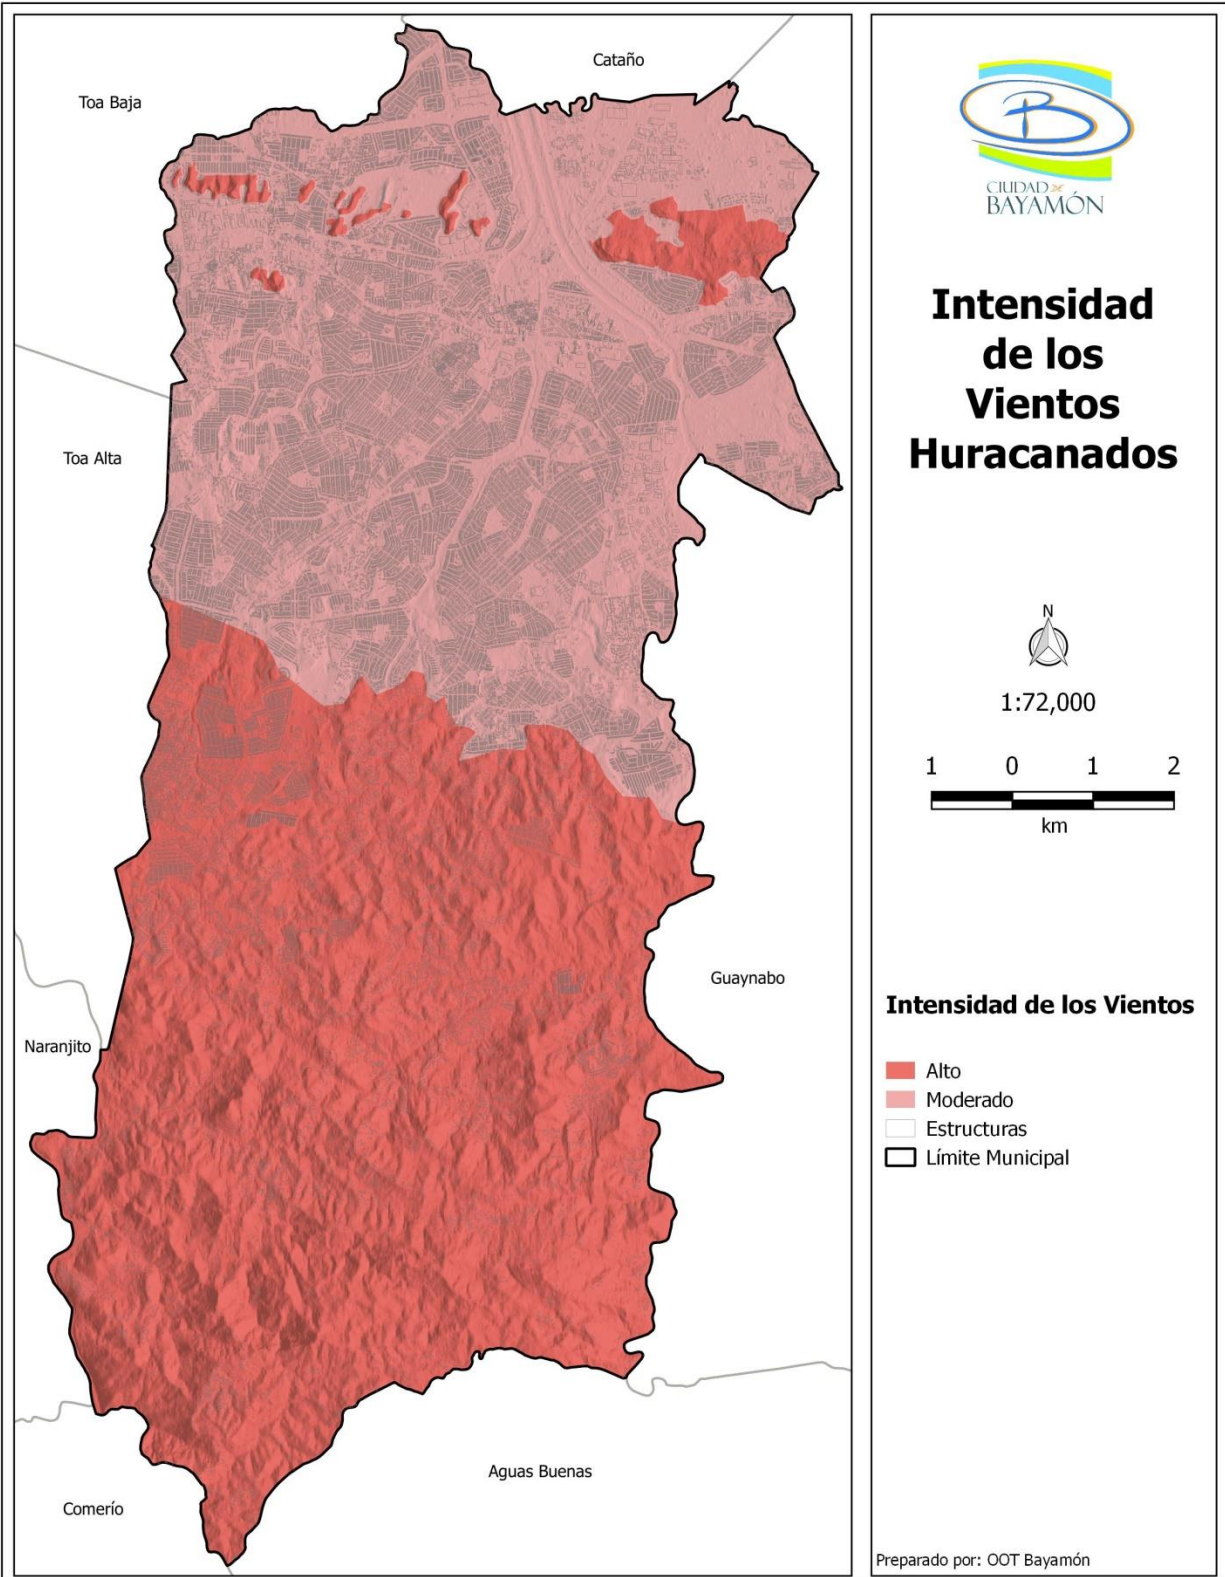 Cataño
Toa Baja
Toa Alta
Guaynabo
Naranjito
Aguas Buenas
Comerío
CIUDAD DE
BAYAMÓN
Intensidad
de los
Vientos
Huracanados
N
1:72,000
1 0 1 2
km
Intensidad de los Vientos
Alto
Moderado
Estructuras
Límite Municipal
Preparado por: OOT Bayamón